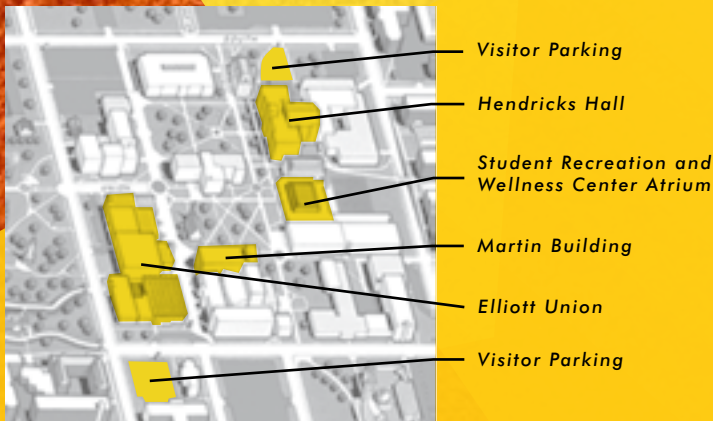 Visitor Parking
Hendricks Hall
Student Recreation and
Wellness Center Atrium
Martin Building
Elliott Union
Visitor Parking